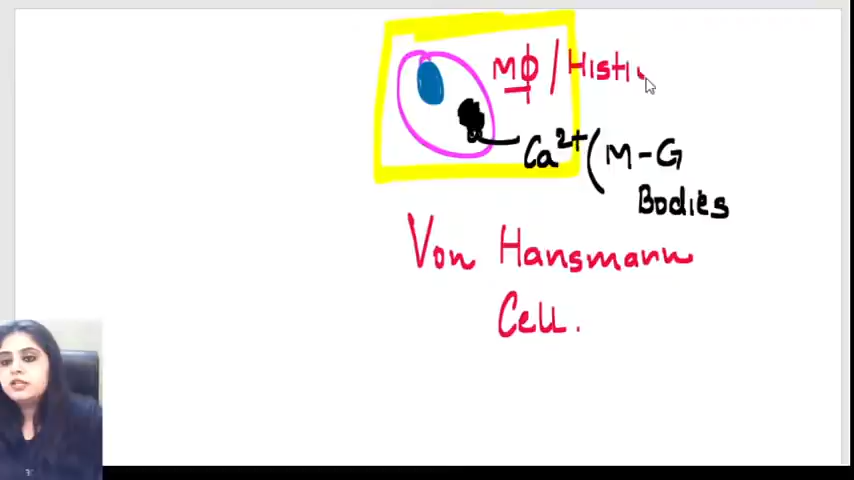 Mφ / Histi
Ca²⁺ (M-G
Bodies
Von Hansmann
Cell.